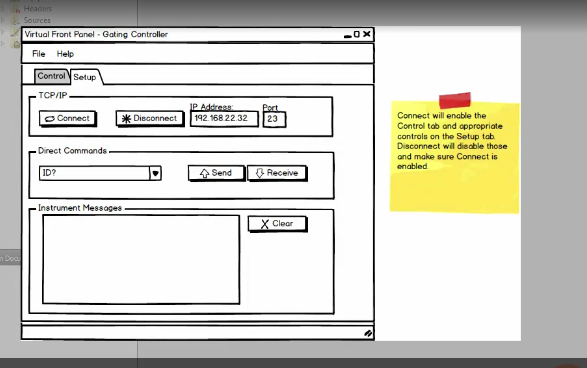 Headers
Sources
Virtual Front Panel - Gating Controller
File Help
Control Setup
TCP/IP
IP Address: Port
Connect Disconnect 192.168.22.32 23
Direct Commands
ID? Send Receive
Instrument Messages
Clear
Connect will enable the
Control tab and appropriate
controls on the Setup tab.
Disconnect will disable those
and make sure Connect is
enabled.